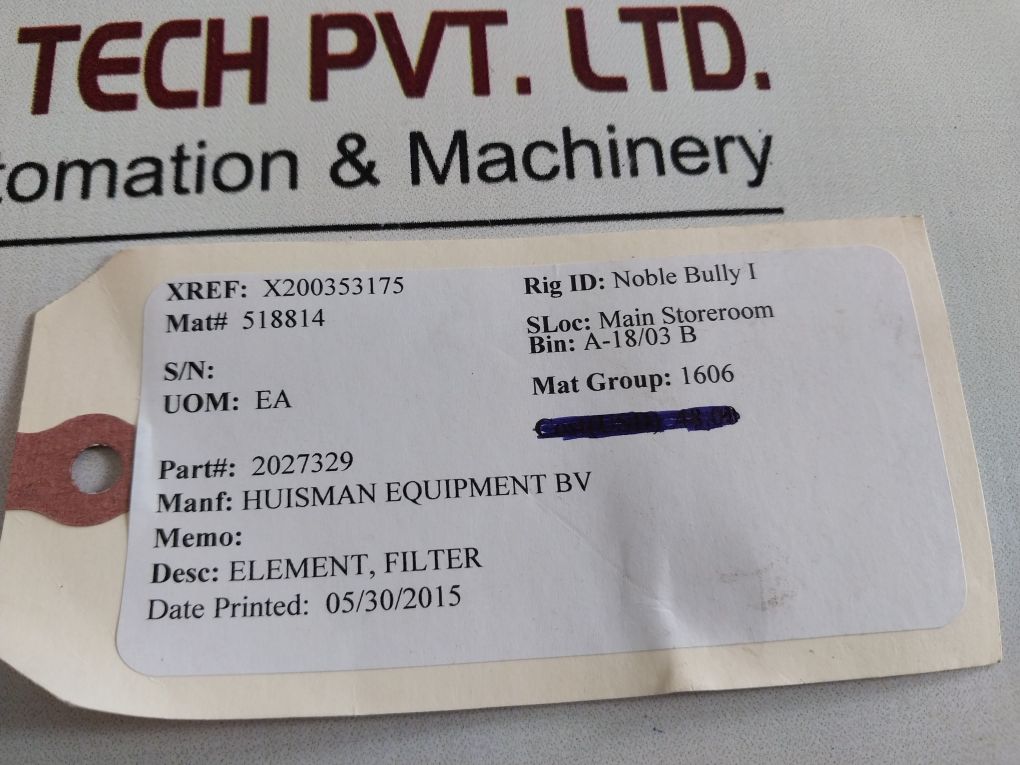 TECH PVT. LTD.
tomation & Machinery
XREF: X200353175
Mat# 518814
S/N:
UOM: EA
Part#: 2027329
Manf: HUISMAN EQUIPMENT BV
Memo:
Desc: ELEMENT, FILTER
Date Printed: 05/30/2015
Rig ID: Noble Bully I
SLoc: Main Storeroom
Bin: A-18/03 B
Mat Group: 1606